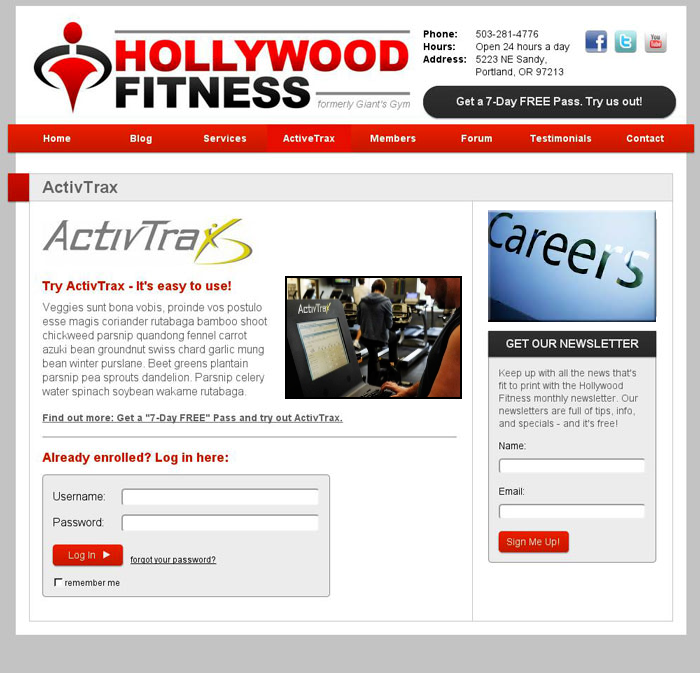 HOLLYWOOD
FITNESS
formerly Giant's Gym
Phone: 503-281-4776
Hours: Open 24 hours a day
Address: 5223 NE Sandy,
Portland, OR 97213
You
Tube
Get a 7-Day FREE Pass. Try us out!
Home Blog Services ActiveTrax Members Forum Testimonials Contact
ActivTrax
ActivTrax
Try ActivTrax - It's easy to use!
Veggies sunt bona vobis, proinde vos postulo
esse magis coriander rutabaga bamboo shoot
chickweed parsnip quandong fennel carrot
azuki bean groundnut swiss chard garlic mung
bean winter purslane. Beet greens plantain
parsnip pea sprouts dandelion. Parsnip celery
water spinach soybean wakame rutabaga.
ActivTrax
Find out more: Get a "7-Day FREE" Pass and try out ActivTrax.
Already enrolled? Log in here:
Username:
Password:
Log In
forgot your password?
remember me
Careers
GET OUR NEWSLETTER
Keep up with all the news that's
fit to print with the Hollywood
Fitness monthly newsletter. Our
newsletters are full of tips, info,
and specials - and it's free!
Name:
Email:
Sign Me Up!